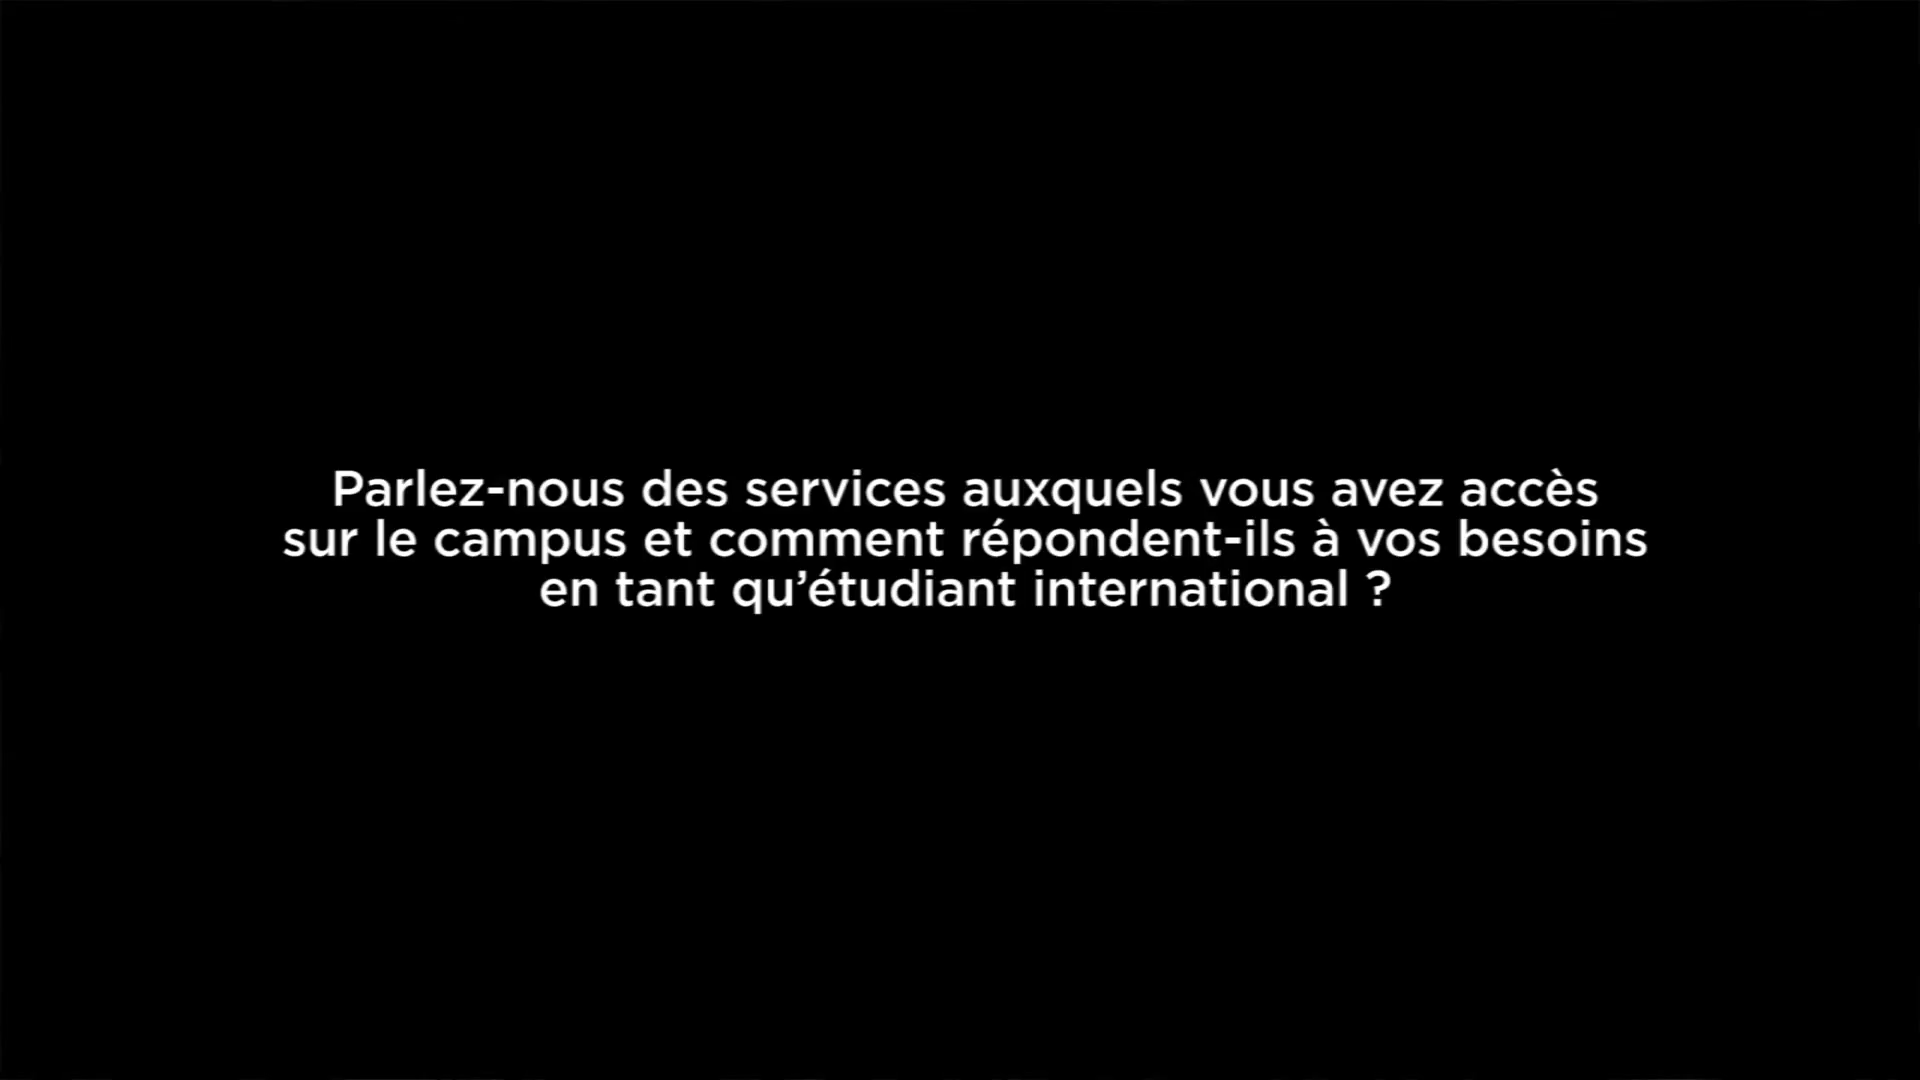 Parlez-nous des services auxquels vous avez accès
sur le campus et comment répondent-ils à vos besoins
en tant qu’étudiant international ?